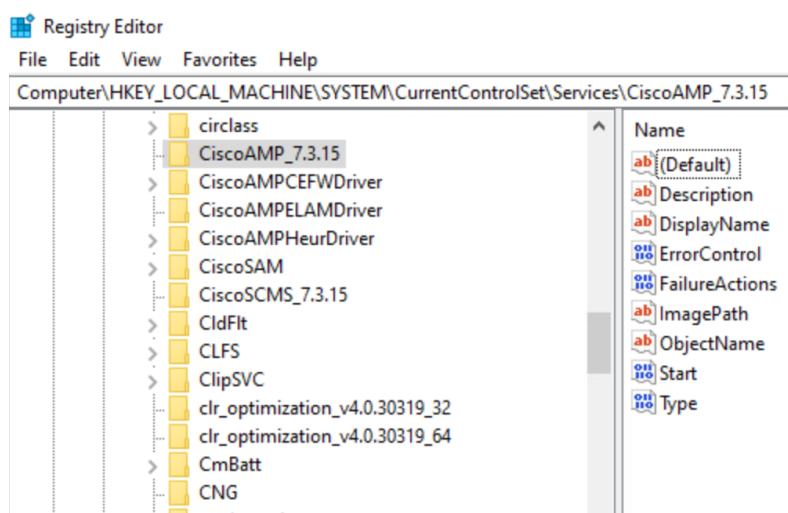 Registry Editor
File Edit View Favorites Help
Computer\HKEY_LOCAL_MACHINE\SYSTEM\CurrentControlSet\Services\CiscoAMP_7.3.15
circlass
CiscoAMP_7.3.15
CiscoAMPCEFWDriver
CiscoAMPELAMDriver
CiscoAMPHeurDriver
CiscoSAM
CiscoSCMS_7.3.15
CldFlt
CLFS
ClipSVC
clr_optimization_v4.0.30319_32
clr_optimization_v4.0.30319_64
CmBatt
CNG
Name
(Default)
Description
DisplayName
ErrorControl
FailureActions
ImagePath
ObjectName
Start
Type